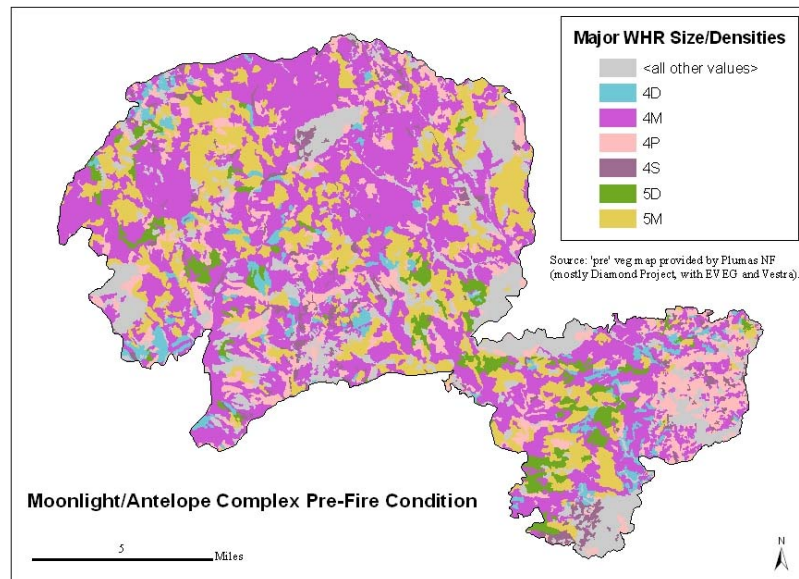 Major WHR Size/Densities
<all other values>
4D
4M
4P
4S
5D
5M
Source: 'pre' veg map provided by Plumas NF
(mostly Diamond Project, with EVEG and Vestra).
Moonlight/Antelope Complex Pre-Fire Condition
5
Miles
N